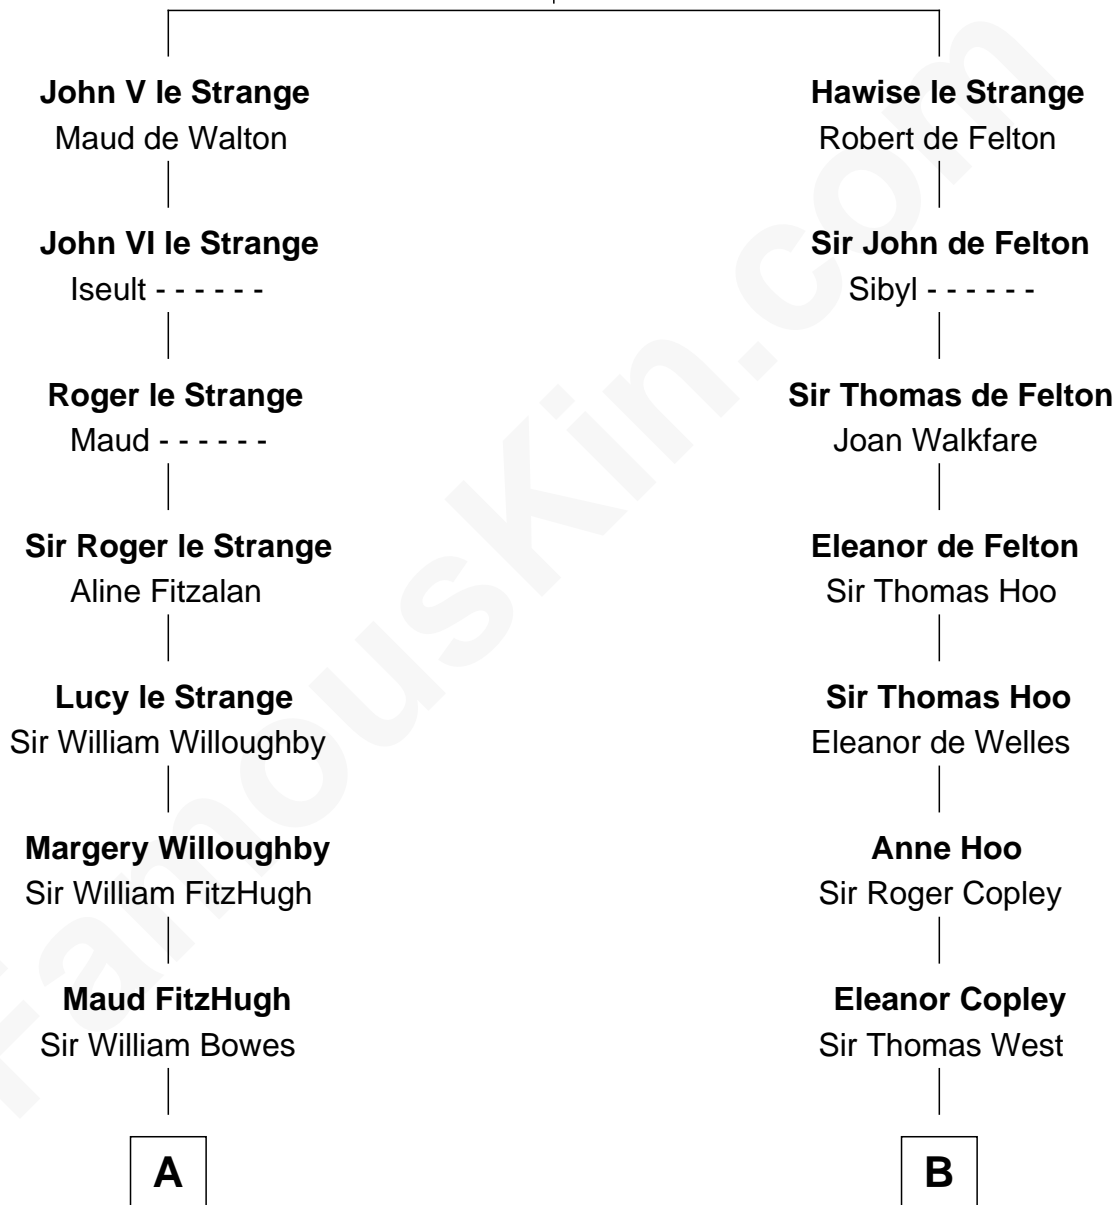 John V le Strange
Maud de Walton
John VI le Strange
Iseult - - - - - -
Roger le Strange
Maud - - - - - -
Sir Roger le Strange
Aline Fitzalan
Lucy le Strange
Sir William Willoughby
Margery Willoughby
Sir William FitzHugh
Maud FitzHugh
Sir William Bowes
A
Hawise le Strange
Robert de Felton
Sir John de Felton
Sibyl - - - - - -
Sir Thomas de Felton
Joan Walkfare
Eleanor de Felton
Sir Thomas Hoo
Sir Thomas Hoo
Eleanor de Welles
Anne Hoo
Sir Roger Copley
Eleanor Copley
Sir Thomas West
B
FamousKin.com